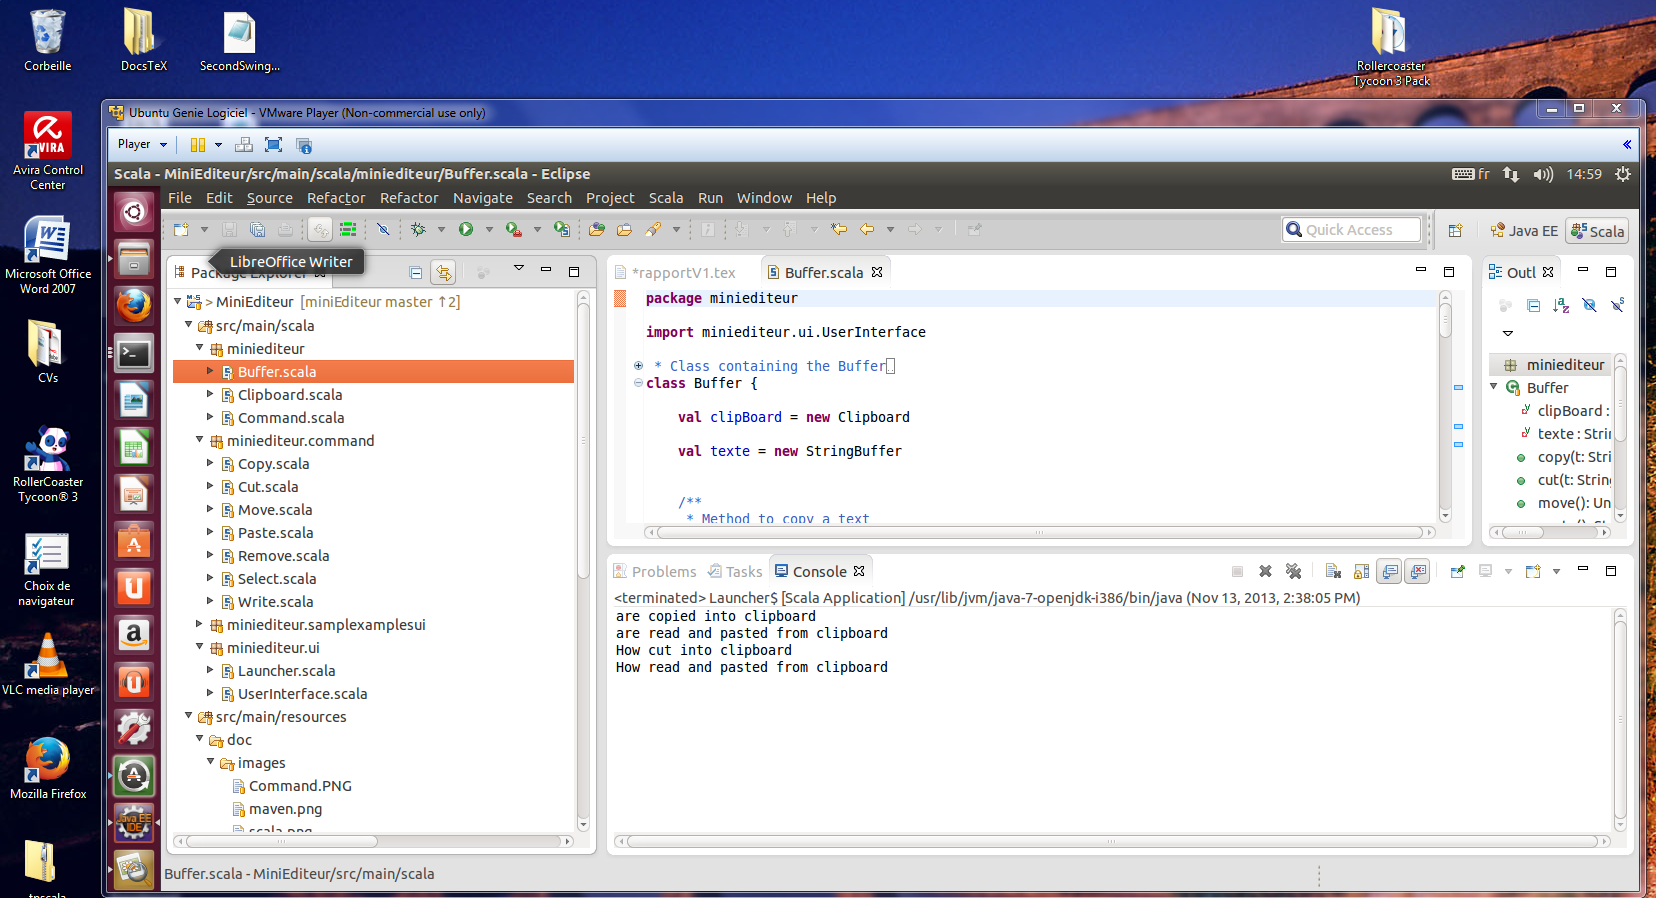 Corbeille
DocsTeX
SecondSwing...
Rollercoaster
Tycoon 3 Pack
AVIRA
Avira Control
Center
Microsoft Office
Word 2007
CVs
RollerCoaster
Tycoon® 3
Choix de
navigateur
VLC media player
Mozilla Firefox
Ubuntu Genie Logiciel - VMware Player (Non-commercial use only)
Player
Scala - MiniEditeur/src/main/scala/miniediteur/Buffer.scala - Eclipse
fr 14:59
File Edit Source Refactor Refactor Navigate Search Project Scala Run Window Help
Quick Access
Java EE
Scala
LibreOffice Writer
MiniEditeur [miniEditeur master ↑2]
src/main/scala
miniediteur
Buffer.scala
Clipboard.scala
Command.scala
miniediteur.command
Copy.scala
Cut.scala
Move.scala
Paste.scala
Remove.scala
Select.scala
Write.scala
miniediteur.samplexamplesui
miniediteur.ui
Launcher.scala
UserInterface.scala
src/main/resources
doc
images
Command.PNG
maven.png
scala.png
Java EE
IDE
*rapportV1.tex
Buffer.scala
package miniediteur
import miniediteur.ui.UserInterface
* Class containing the Buffer
class Buffer {
val clipBoard = new Clipboard
val texte = new StringBuffer
/**
* Method to copy a text
Outl
miniediteur
Buffer
clipBoard :
texte : Strin
copy(t: Stri
cut(t: String
move(): Un
Problems
Tasks
Console
<terminated> Launcher$ [Scala Application] /usr/lib/jvm/java-7-openjdk-i386/bin/java (Nov 13, 2013, 2:38:05 PM)
are copied into clipboard
are read and pasted from clipboard
How cut into clipboard
How read and pasted from clipboard
Buffer.scala - MiniEditeur/src/main/scala